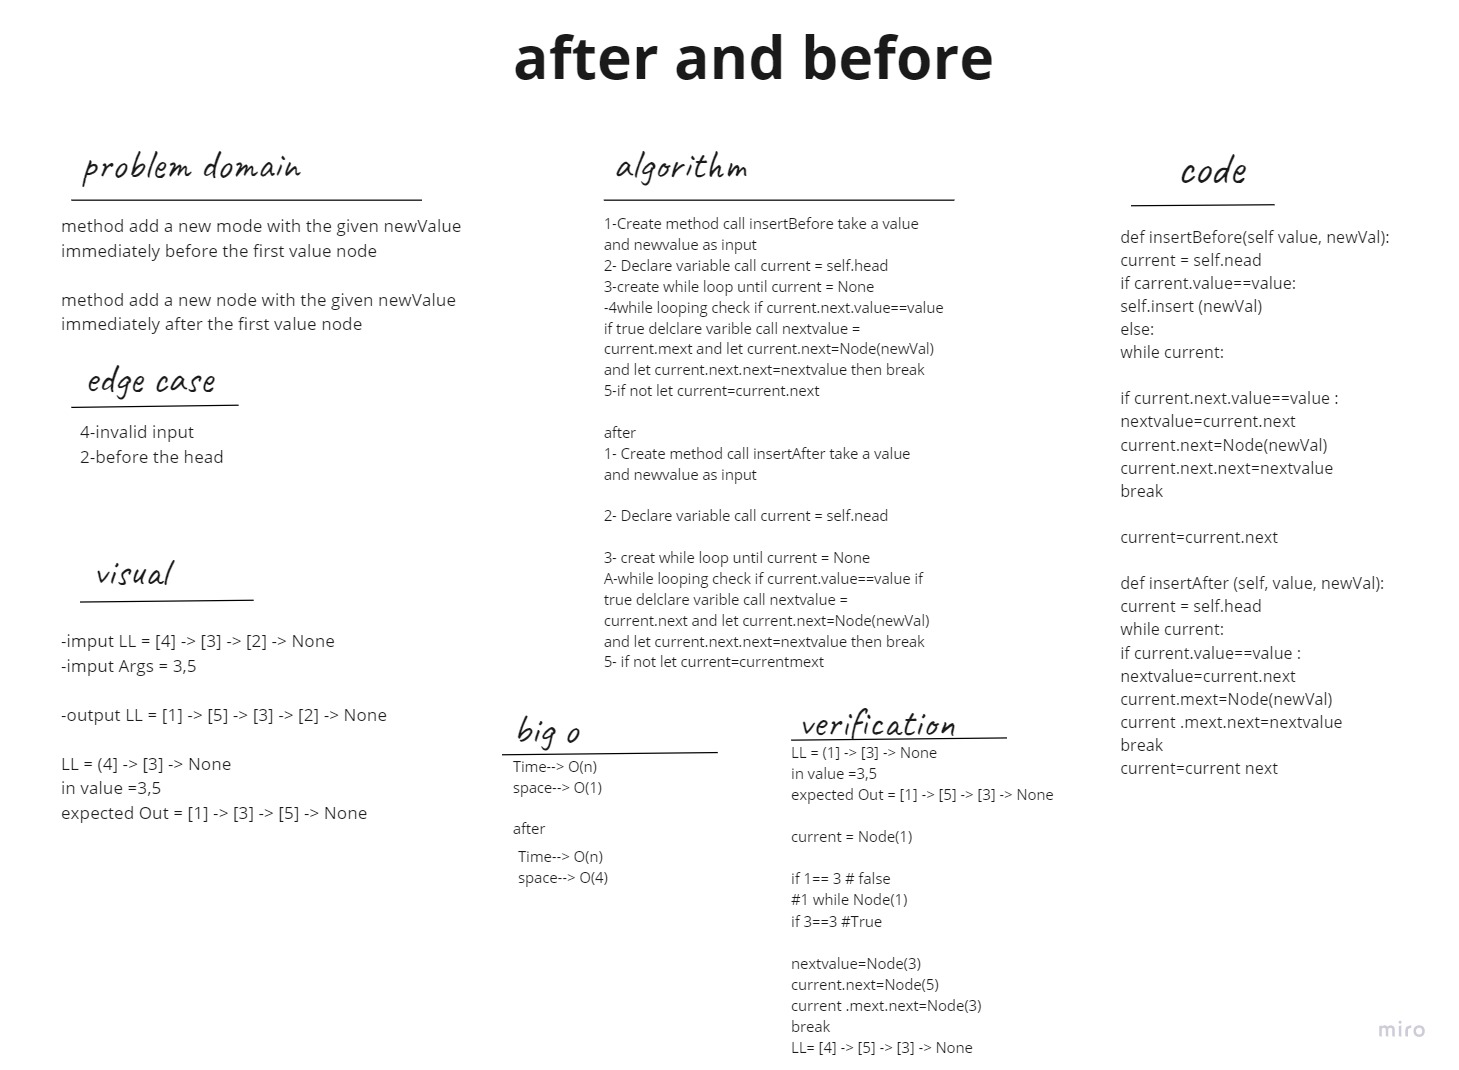 after and before
problem domain
method add a new mode with the given newValue
immediately before the first value node
method add a new node with the given newValue
immediately after the first value node
edge case
4-invalid input
2-before the head
visual
-imput LL = [4] -> [3] -> [2] -> None
-imput Args = 3,5
-output LL = [1] -> [5] -> [3] -> [2] -> None
LL = (4] -> [3] -> None
in value =3,5
expected Out = [1] -> [3] -> [5] -> None
algorithm
1-Create method call insertBefore take a value
and newvalue as input
2- Declare variable call current = self.head
3-create while loop until current = None
-4while looping check if current.next.value==value
if true delclare varible call nextvalue =
current.mext and let current.next=Node(newVal)
and let current.next.next=nextvalue then break
5-if not let current=current.next
after
1- Create method call insertAfter take a value
and newvalue as input
2- Declare variable call current = self.nead
3- creat while loop until current = None
A-while looping check if current.value==value if
true delclare varible call nextvalue =
current.next and let current.next=Node(newVal)
and let current.next.next=nextvalue then break
5- if not let current=currentmext
big o
Time--> O(n)
space--> O(1)
after
Time--> O(n)
space--> O(4)
verification
LL = (1] -> [3] -> None
in value =3,5
expected Out = [1] -> [5] -> [3] -> None
current = Node(1)
if 1== 3 # false
#1 while Node(1)
if 3==3 #True
nextvalue=Node(3)
current.next=Node(5)
current .mext.next=Node(3)
break
LL= [4] -> [5] -> [3] -> None
code
def insertBefore(self value, newVal):
current = self.nead
if carrent.value==value:
self.insert (newVal)
else:
while current:
if current.next.value==value :
nextvalue=current.next
current.next=Node(newVal)
current.next.next=nextvalue
break
current=current.next
def insertAfter (self, value, newVal):
current = self.head
while current:
if current.value==value :
nextvalue=current.next
current.mext=Node(newVal)
current .mext.next=nextvalue
break
current=current next
miro